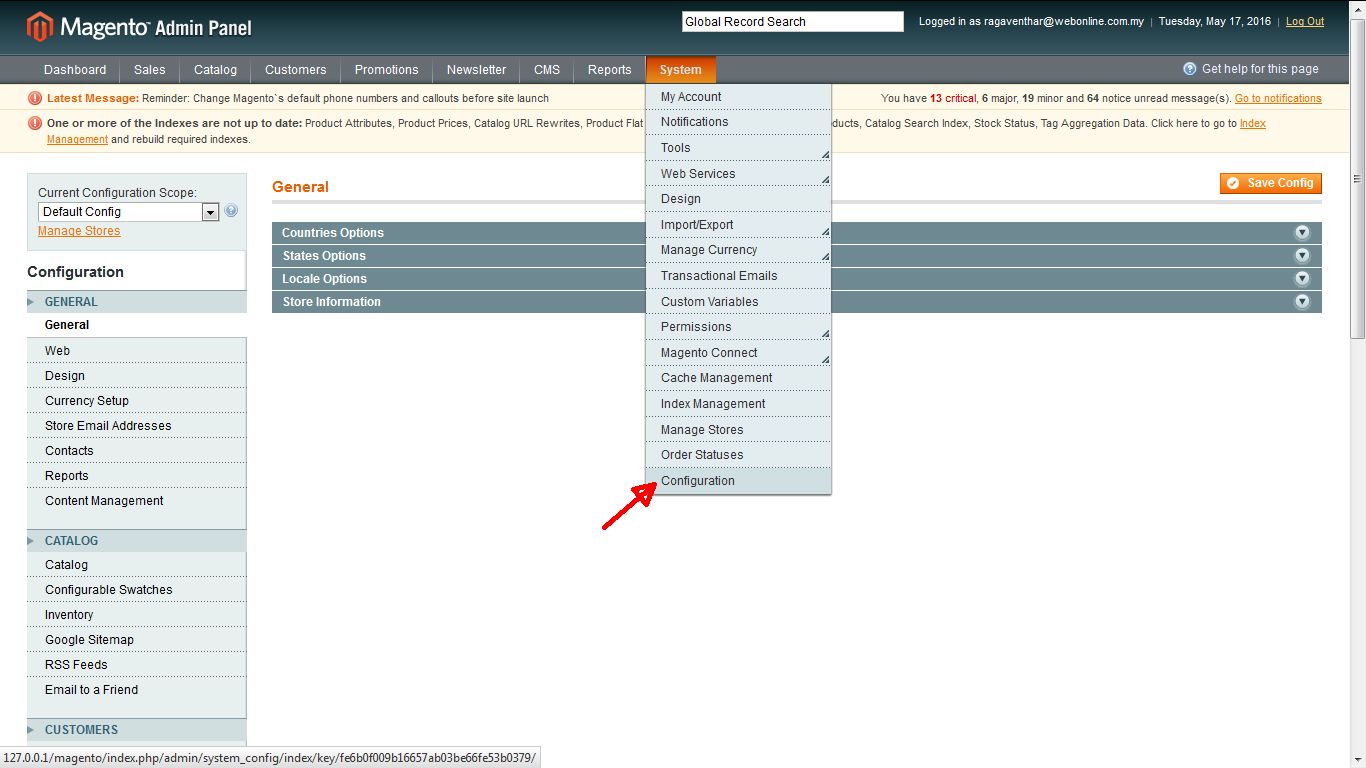 Magento™ Admin Panel
Global Record Search
Logged in as ragaventhar@webonline.com.my | Tuesday, May 17, 2016 | Log Out
Dashboard Sales Catalog Customers Promotions Newsletter CMS Reports System Get help for this page
Latest Message: Reminder: Change Magento`s default phone numbers and callouts before site launch
You have 13 critical, 6 major, 19 minor and 64 notice unread message(s). Go to notifications
One or more of the Indexes are not up to date: Product Attributes, Product Prices, Catalog URL Rewrites, Product Flat ducts, Catalog Search Index, Stock Status, Tag Aggregation Data. Click here to go to Index
Management and rebuild required indexes.
My Account
Notifications
Tools
Web Services
Design
Import/Export
Manage Currency
Transactional Emails
Custom Variables
Permissions
Magento Connect
Cache Management
Index Management
Manage Stores
Order Statuses
Configuration
Current Configuration Scope:
Default Config
Manage Stores
Configuration
GENERAL
General
Web
Design
Currency Setup
Store Email Addresses
Contacts
Reports
Content Management
CATALOG
Catalog
Configurable Swatches
Inventory
Google Sitemap
RSS Feeds
Email to a Friend
CUSTOMERS
General
Save Config
Countries Options
States Options
Locale Options
Store Information
127.0.0.1/magento/index.php/admin/system_config/index/key/fe6b0f009b16657ab03be66fe53b0379/